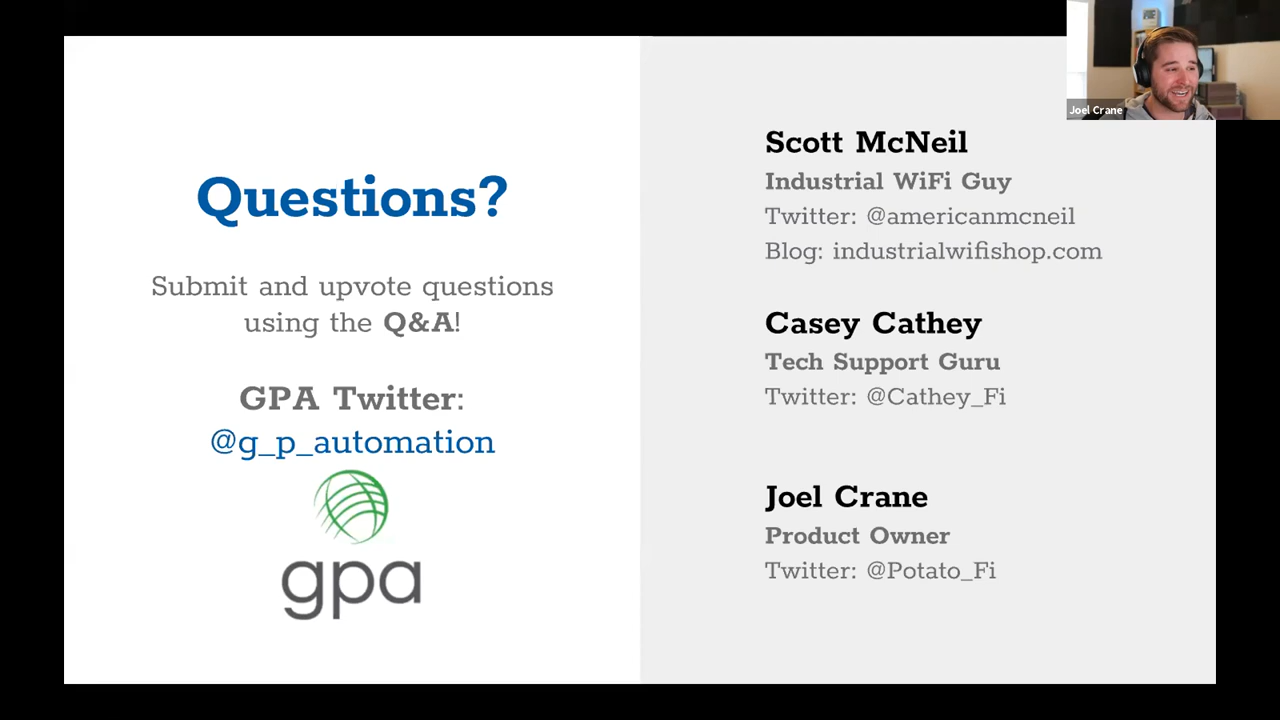 Questions?
Submit and upvote questions
using the Q&A!
GPA Twitter:
@g_p_automation
gpa
Scott McNeil
Industrial WiFi Guy
Twitter: @americanmcneil
Blog: industrialwifishop.com
Casey Cathey
Tech Support Guru
Twitter: @Cathey_Fi
Joel Crane
Product Owner
Twitter: @Potato_Fi
Joel Crane